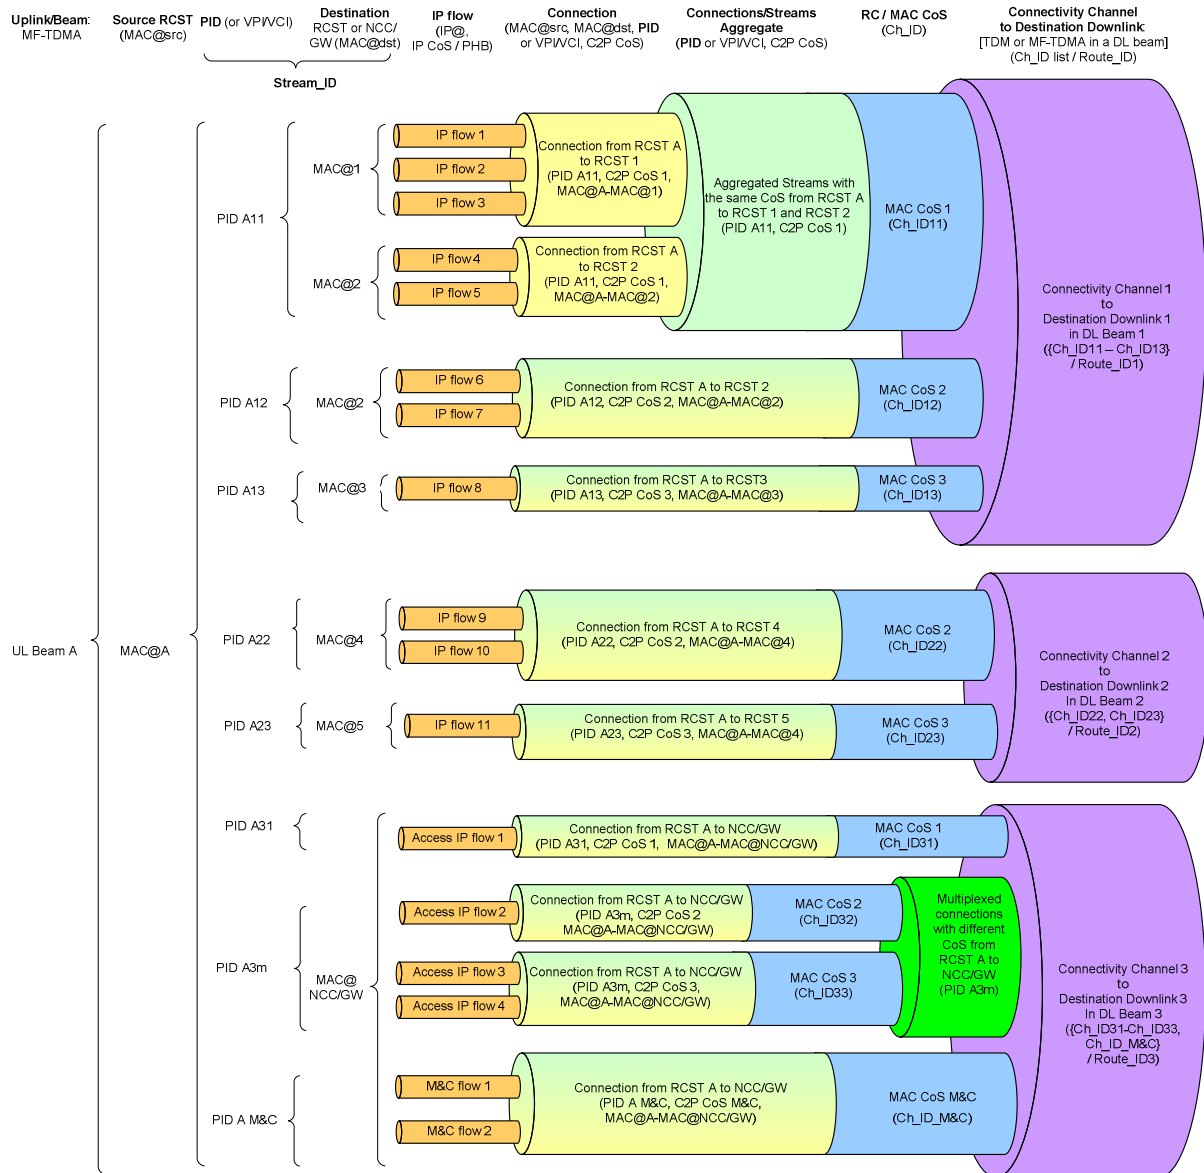 Uplink/Beam:
MF-TDMA
Source RCST
(MAC@src)
PID (or VPI/VCI)
Destination
RCST or NCC/
GW (MAC@dst)
Stream_ID
IP flow
(IP@,
IP CoS / PHB)
Connection
(MAC@src, MAC@dst, PID
or VPI/VCI, C2P CoS)
Connections/Streams
Aggregate
(PID or VPI/VCI, C2P CoS)
RC / MAC CoS
(Ch_ID)
Connectivity Channel
to Destination Downlink
[TDM or MF-TDMA in a DL beam]
(Ch_ID list / Route_ID)
UL Beam A
MAC@A
PID A11
MAC@1
IP flow 1
IP flow 2
IP flow 3
Connection from RCST A
to RCST 1
(PID A11, C2P CoS 1,
MAC@A-MAC@1)
MAC@2
IP flow 4
IP flow 5
Connection from RCST A
to RCST 2
(PID A11, C2P CoS 1,
MAC@A-MAC@2)
Aggregated Streams with
the same CoS from RCST A
to RCST 1 and RCST 2
(PID A11, C2P CoS 1)
MAC CoS 1
(Ch_ID11)
Connectivity Channel 1
to
Destination Downlink 1
in DL Beam 1
({Ch_ID11 – Ch_ID13}
/ Route_ID1)
PID A12
MAC@2
IP flow 6
IP flow 7
Connection from RCST A to RCST 2
(PID A12, C2P CoS 2, MAC@A-MAC@2)
MAC CoS 2
(Ch_ID12)
PID A13
MAC@3
IP flow 8
Connection from RCST A to RCST3
(PID A13, C2P CoS 3, MAC@A-MAC@3)
MAC CoS 3
(Ch_ID13)
PID A22
MAC@4
IP flow 9
IP flow 10
Connection from RCST A to RCST 4
(PID A22, C2P CoS 2, MAC@A-MAC@4)
MAC CoS 2
(Ch_ID22)
Connectivity Channel 2
to
Destination Downlink 2
In DL Beam 2
({Ch_ID22, Ch_ID23}
/ Route_ID2)
PID A23
MAC@5
IP flow 11
Connection from RCST A to RCST 5
(PID A23, C2P CoS 3, MAC@A-MAC@4)
MAC CoS 3
(Ch_ID23)
PID A31
Access IP flow 1
Connection from RCST A to NCC/GW
(PID A31, C2P CoS 1, MAC@A-MAC@NCC/GW)
MAC CoS 1
(Ch_ID31)
PID A3m
MAC@
NCC/GW
Access IP flow 2
Connection from RCST A to NCC/GW
(PID A3m, C2P CoS 2
MAC@A-MAC@NCC/GW)
MAC CoS 2
(Ch_ID32)
Access IP flow 3
Access IP flow 4
Connection from RCST A to NCC/GW
(PID A3m, C2P CoS 3,
MAC@A-MAC@NCC/GW)
MAC CoS 3
(Ch_ID33)
Multiplexed
connections
with different
CoS from
RCST A to
NCC/GW
(PID A3m)
Connectivity Channel 3
to
Destination Downlink 3
In DL Beam 3
({Ch_ID31-Ch_ID33,
Ch_ID_M&C}
/ Route_ID3)
PID A M&C
M&C flow 1
M&C flow 2
Connection from RCST A to NCC/GW
(PID A M&C, C2P CoS M&C,
MAC@A-MAC@NCC/GW)
MAC CoS M&C
(Ch_ID_M&C)